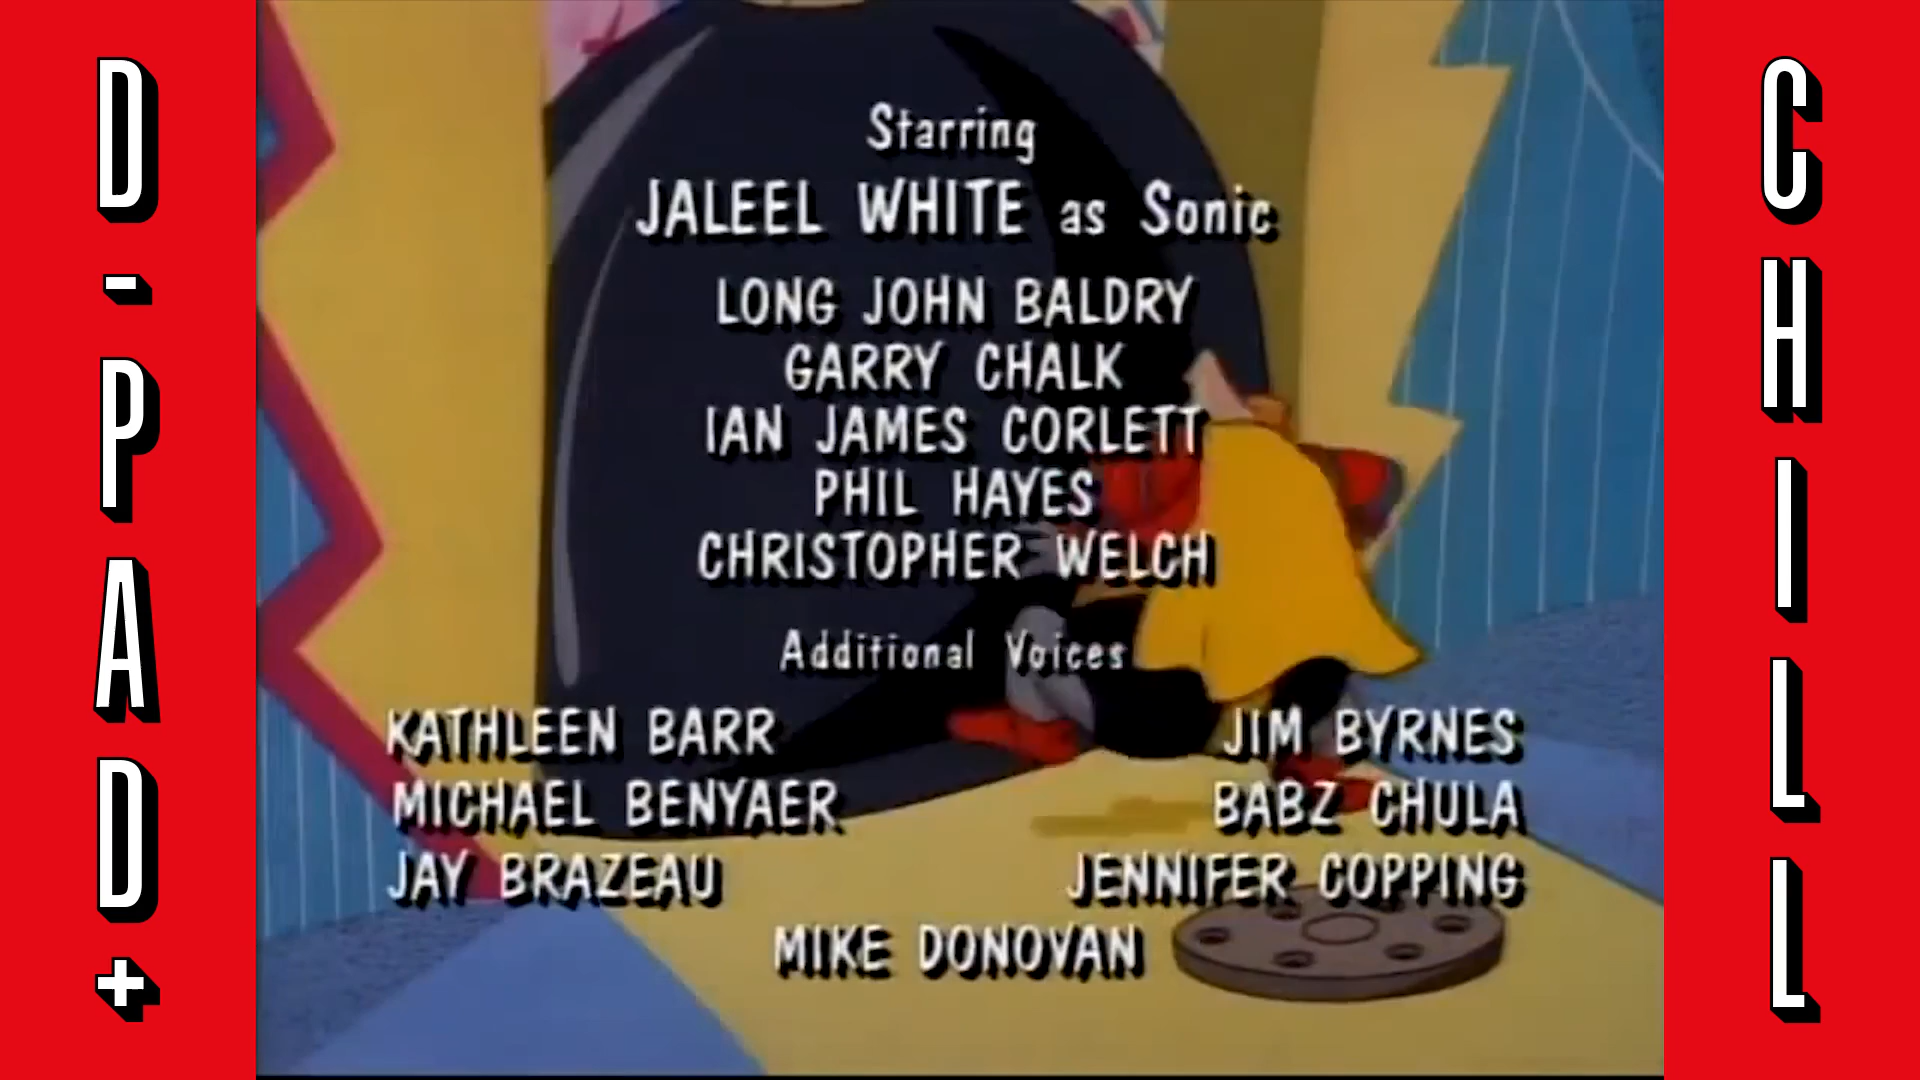 D-PAD+
Starring
JALEEL WHITE as Sonic
LONG JOHN BALDRY
GARRY CHALK
IAN JAMES CORLETT
PHIL HAYES
CHRISTOPHER WELCH
Additional Voices
KATHLEEN BARR JIM BYRNES
MICHAEL BENYAER BABZ CHULA
JAY BRAZEAU JENNIFER COPPING
MIKE DONOVAN
CHILL